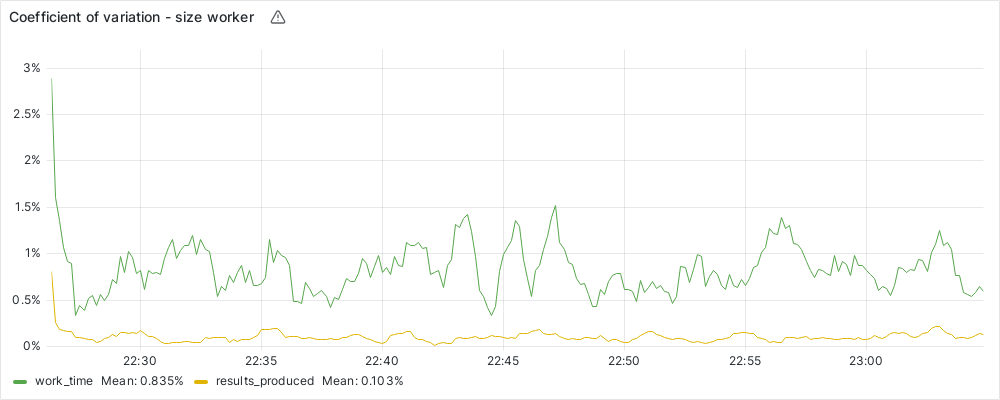 Coefficient of variation - size worker
3%
2.5%
2%
1.5%
1%
0.5%
0%
22:30 22:35 22:40 22:45 22:50 22:55 23:00
work_time Mean: 0.835% results_produced Mean: 0.103%